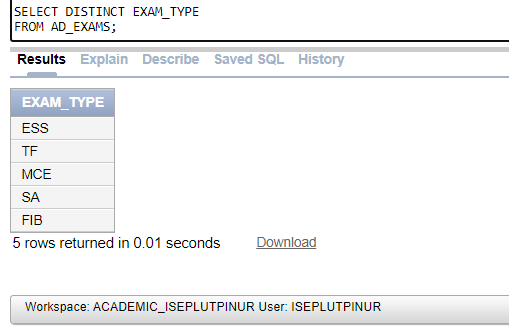 SELECT DISTINCT EXAM_TYPE
FROM AD_EXAMS;
Results Explain Describe Saved SQL History
EXAM_TYPE
ESS
TF
MCE
SA
FIB
5 rows returned in 0.01 seconds Download
Workspace: ACADEMIC_ISEPLUTPINUR User: ISEPLUTPINUR